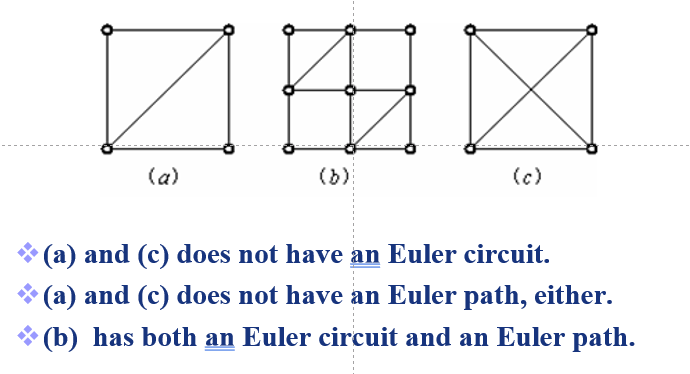 (a) (b) (c)
(a) and (c) does not have an Euler circuit.
(a) and (c) does not have an Euler path, either.
(b) has both an Euler circuit and an Euler path.